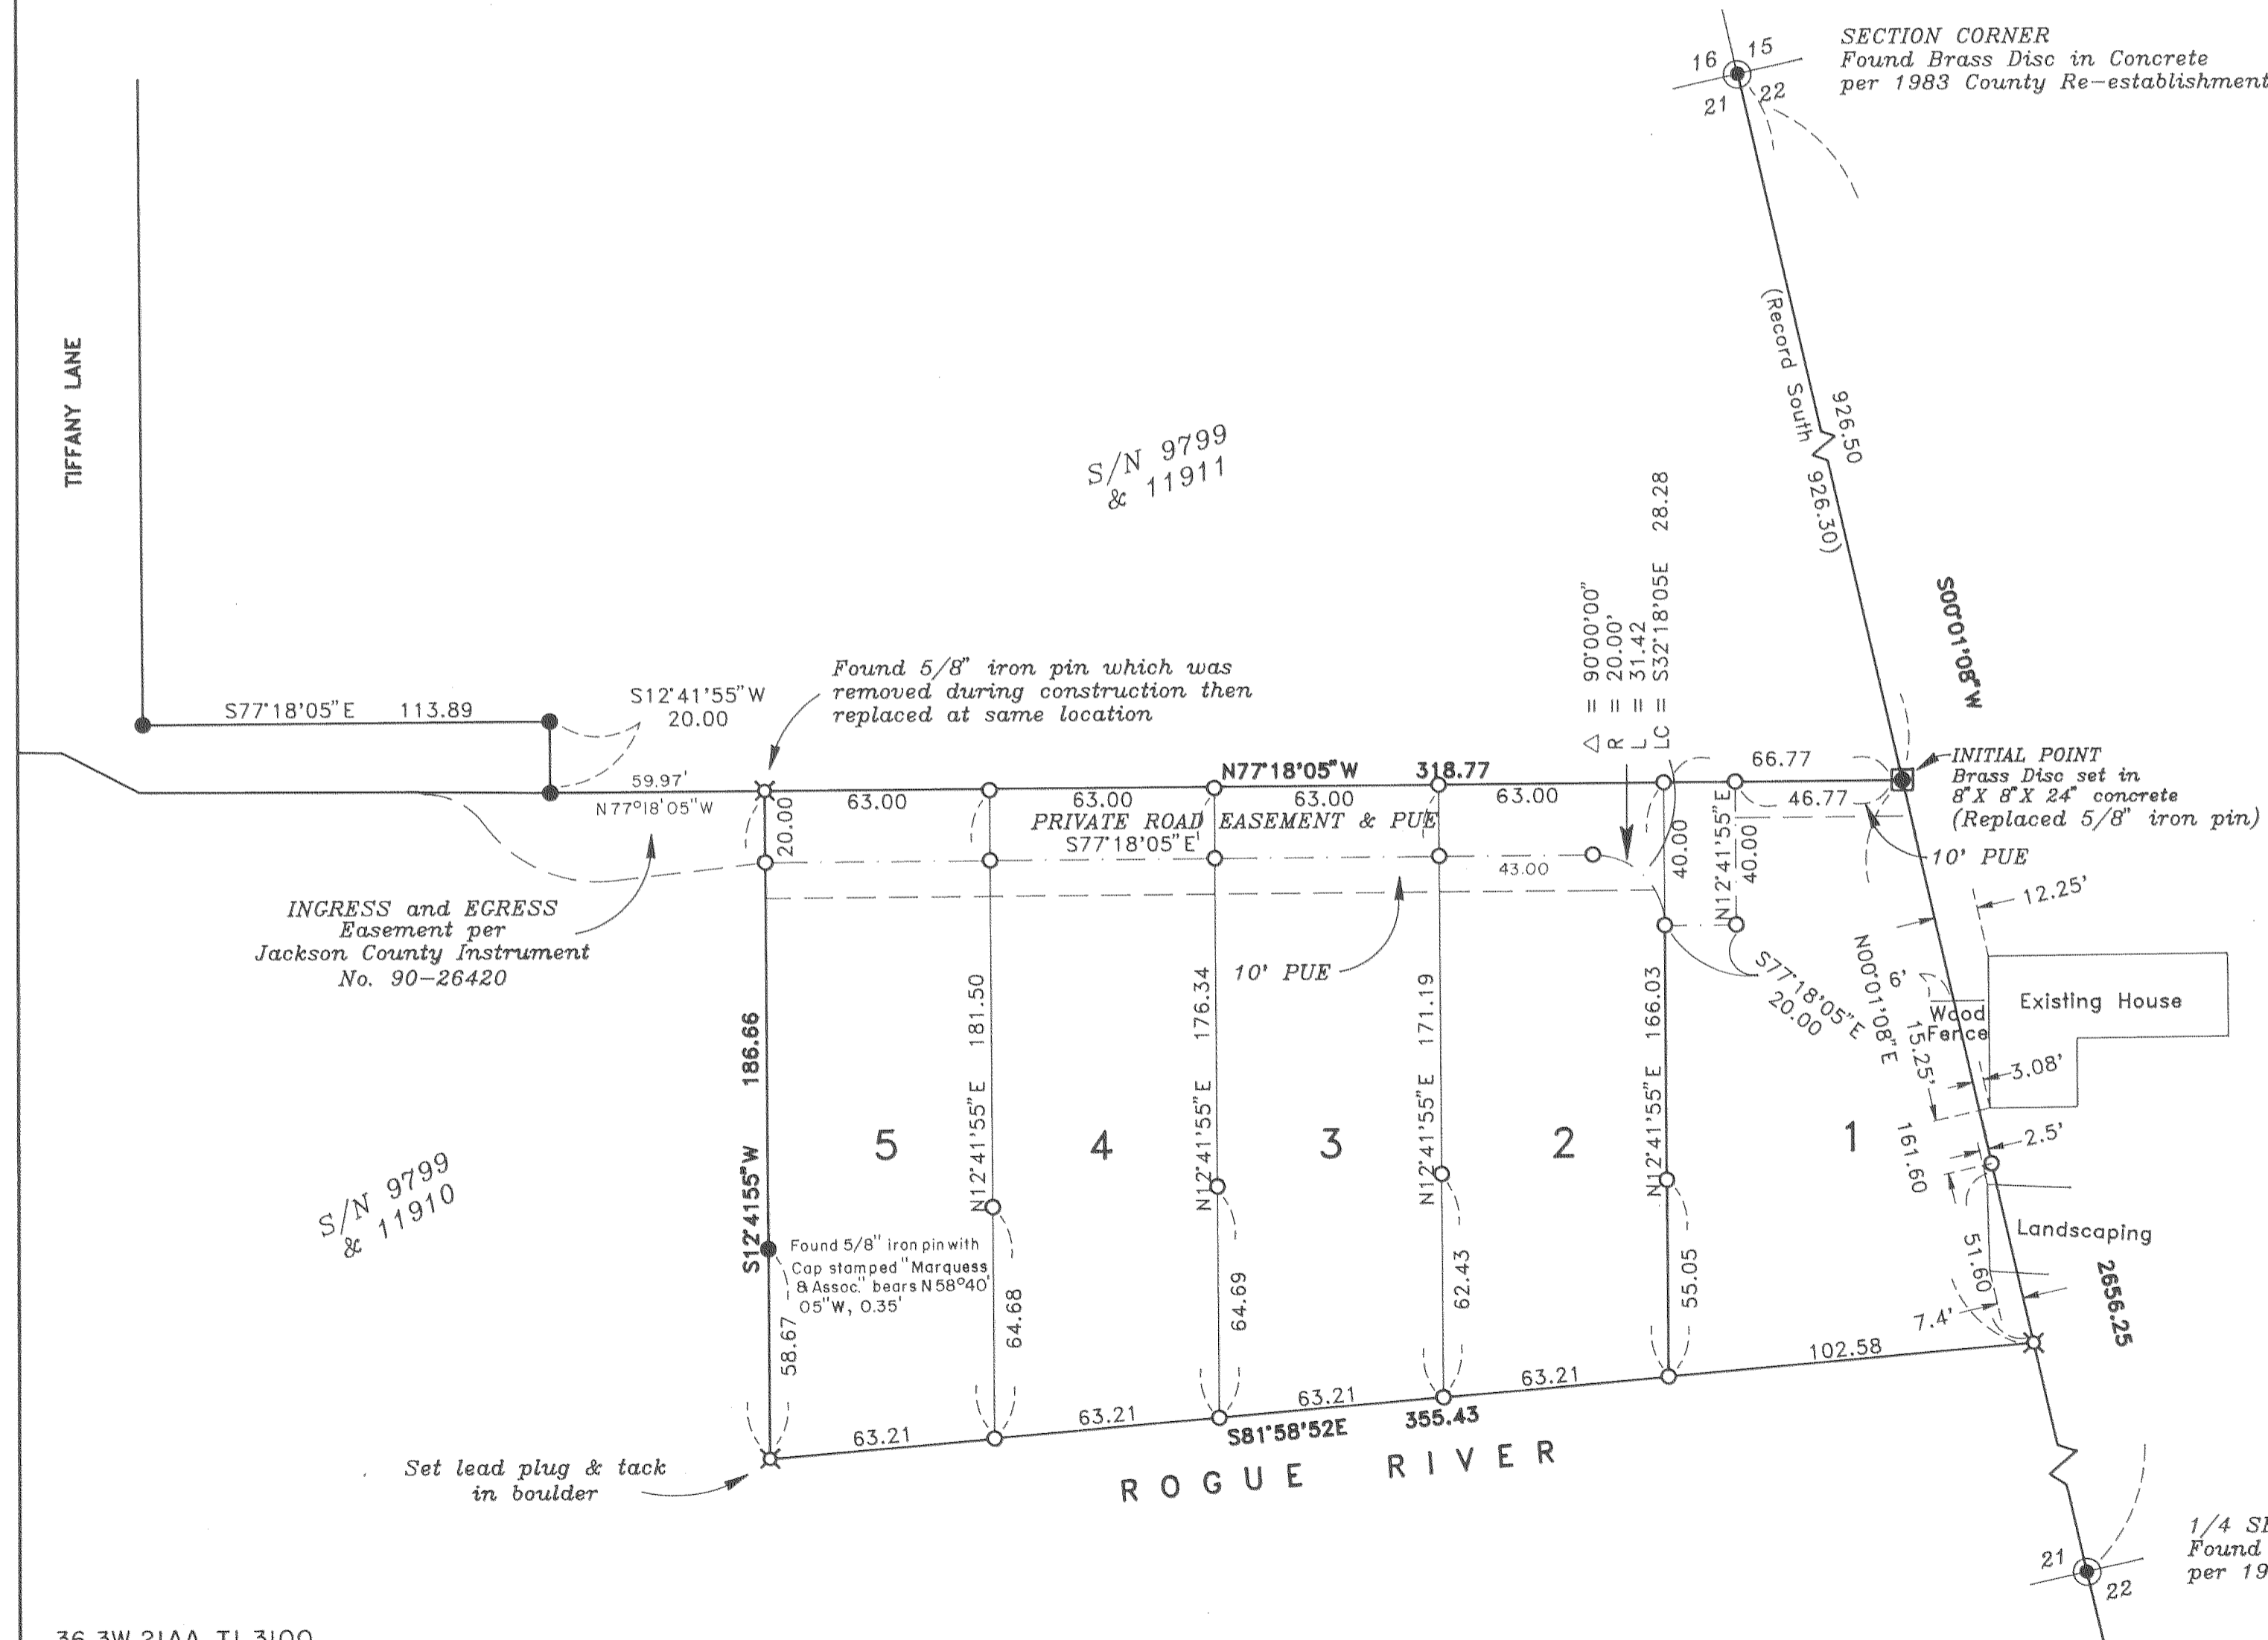 SECTION CORNER
Found Brass Disc in Concrete
per 1983 County Re-establishment
16 15
21 22
TIFFANY LANE
(Record South 926.30)
926.50
S/N 9799
& 11911
S00°01'08"W
△ = 90°00'00"
R = 20.00'
L = 31.42
LC = S32°18'05E 28.28
Found 5/8" iron pin which was
removed during construction then
replaced at same location
S77°18'05"E 113.89
S12°41'55"W
20.00
59.97'
N77°18'05"W
N77°18'05"W 318.77
66.77
46.77
63.00
63.00
63.00
63.00
INITIAL POINT
Brass Disc set in
8"X 8"X 24" concrete
(Replaced 5/8" iron pin)
10' PUE
PRIVATE ROAD EASEMENT & PUE
S77°18'05"E
20.00
43.00
40.00
N12°41'55"E
40.00
12.25'
INGRESS and EGRESS
Easement per
Jackson County Instrument
No. 90-26420
10' PUE
S77°18'05"E
20.00
N00°01'08"E
161.60
6'
Wood
Fence
Existing House
15.25'
3.08'
2.5'
S12°4155"W 186.66
N12°41'55"E 181.50
N12°41'55"E 176.34
N12°41'55"E 171.19
N12°41'55"E 166.03
5
4
3
2
1
S/N 9799
& 11910
Found 5/8" iron pin with
Cap stamped "Marquess
& Assoc." bears N58°40'
05"W, 0.35'
58.67
64.68
64.69
62.43
55.05
51.60
Landscaping
7.4'
2656.25
63.21
63.21
63.21
63.21
102.58
S81°58'52E 355.43
ROGUE RIVER
Set lead plug & tack
in boulder
21
22
1/4 SE
Found
per 19
36 3W 21AA TL 3100